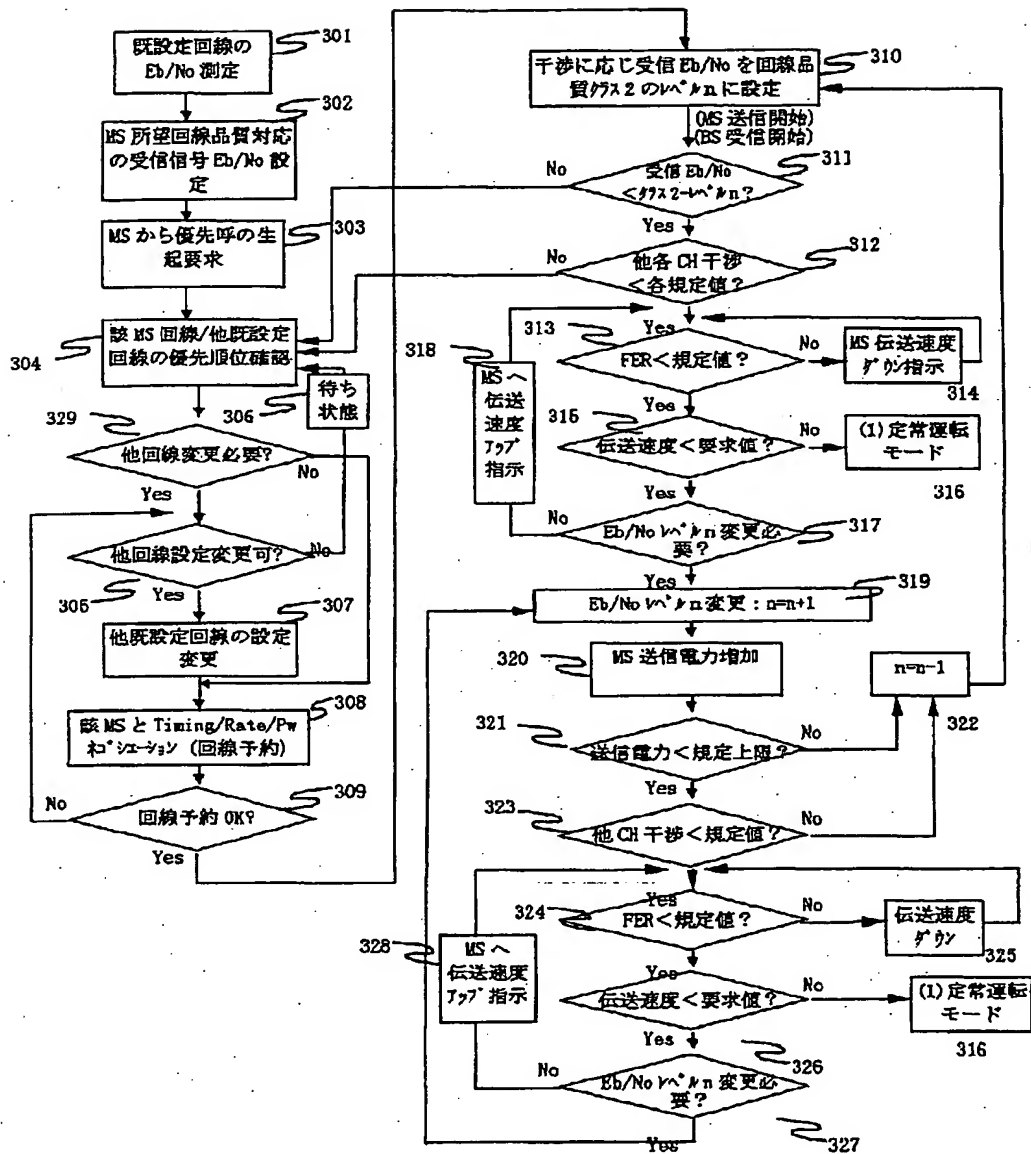 既設定回線の
Eb/No 測定
301
302
MS 所望回線品質対応
の受信信号 Eb/No 設
定
MS から優先呼の生
起要求
303
該 MS 回線/他既設定
回線の優先順位確認
304
306
待ち
状態
329
他回線変更必要?
No
Yes
他回線設定変更可?
No
305
Yes
307
他既設定回線の設定
変更
308
該 MS と Timing/Rate/Pw
ネゴシエーション (回線予約)
309
No
回線予約 OK?
Yes
干渉に応じ受信 Eb/No を回線品
質クラス2 のレベル n に設定
310
(MS 送信開始)
(BS 受信開始)
311
No
受信 Eb/No
<クラス2-レベル n?
Yes
312
No
他各 CH 干渉
<各規定値?
318
313
Yes
FER<規定値?
No
MS 伝送速度
ダウン指示
314
MS へ
伝送
速度
アップ
指示
315
Yes
伝送速度<要求値?
No
(1) 定常運転
モード
316
Yes
No
Eb/No レベル n 変更必
要?
317
Yes
319
Eb/No レベル n 変更 : n=n+1
320
MS 送信電力増加
n=n-1
322
321
送信電力<規定上限?
No
Yes
323
他 CH 干渉<規定値?
No
324
Yes
FER<規定値?
No
伝送速度
ダウン
325
328
MS へ
伝送速度
アップ指示
Yes
伝送速度<要求値?
No
(1) 定常運転
モード
316
Yes
326
No
Eb/No レベル n 変更必
要?
327
Yes